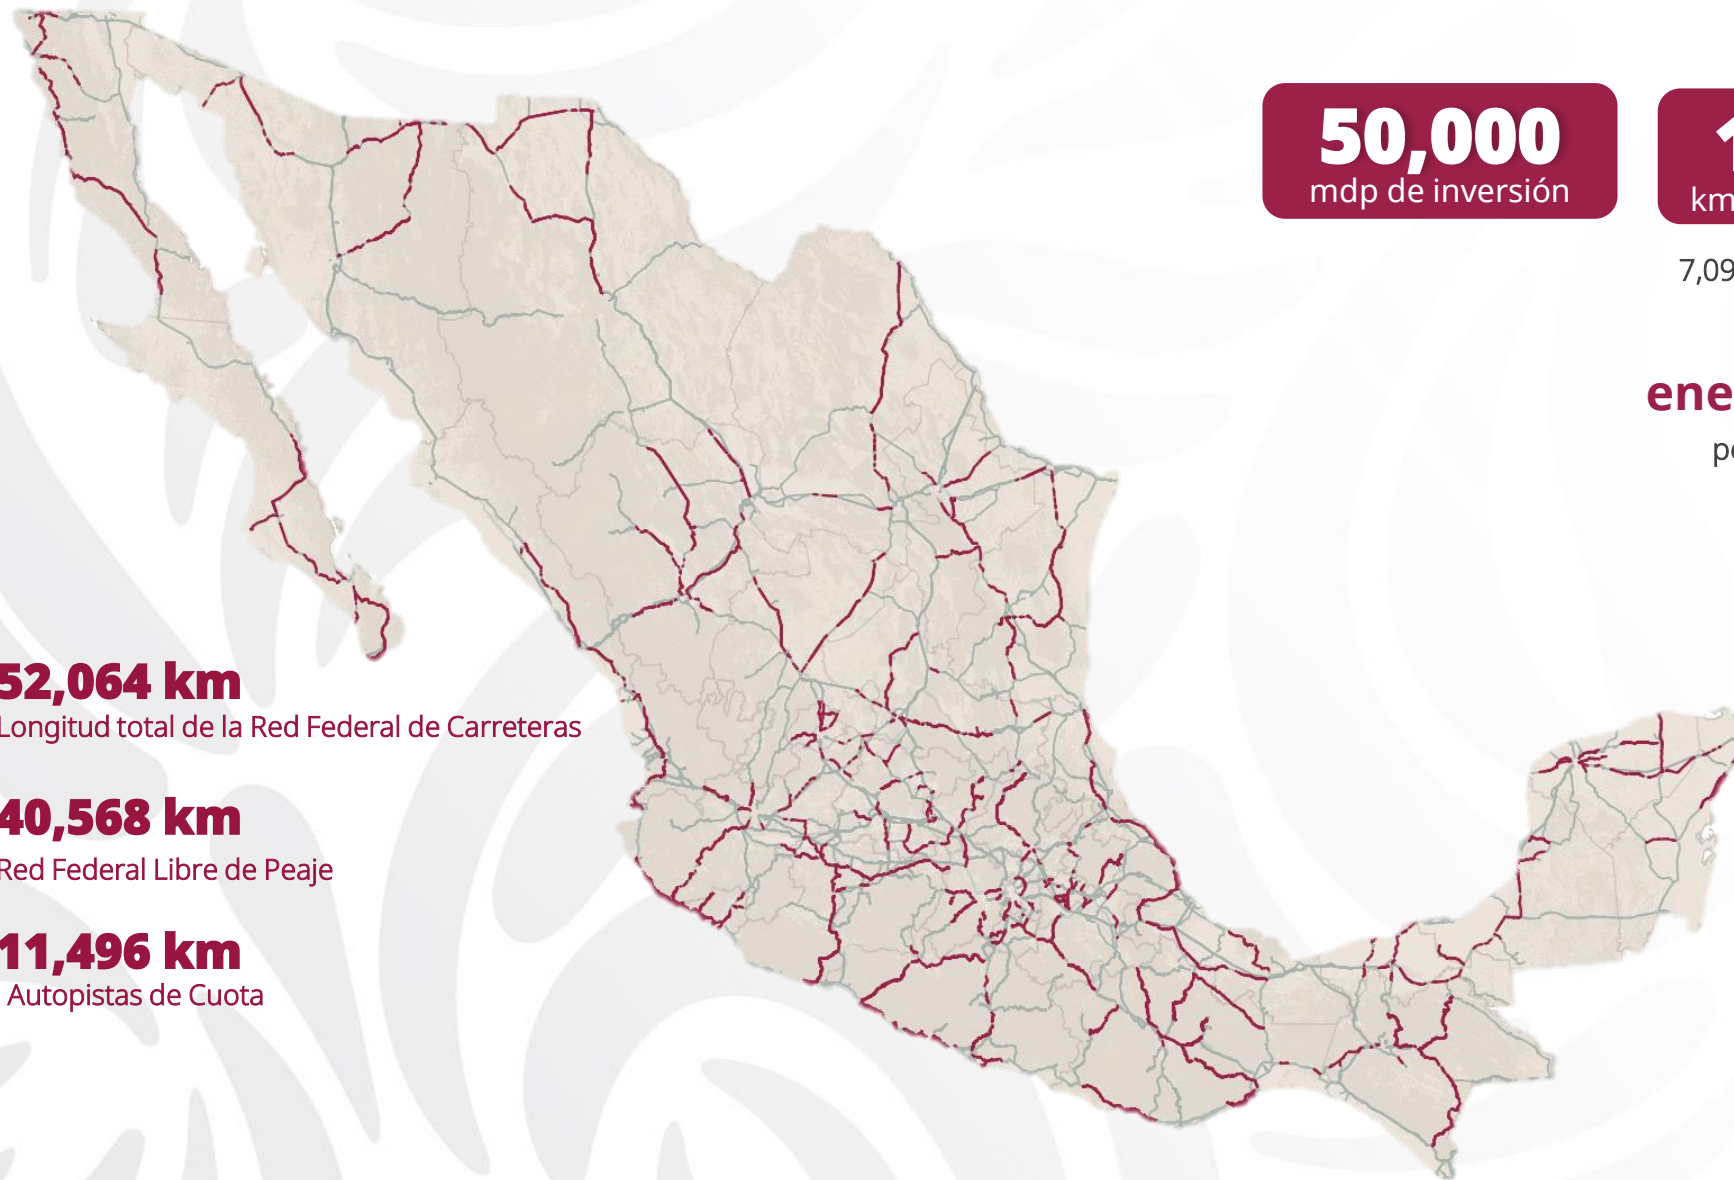 50,000
mdp de inversión
km
7,09
ene
52,064 km
Longitud total de la Red Federal de Carreteras
40,568 km
Red Federal Libre de Peaje
11,496 km
Autopistas de Cuota